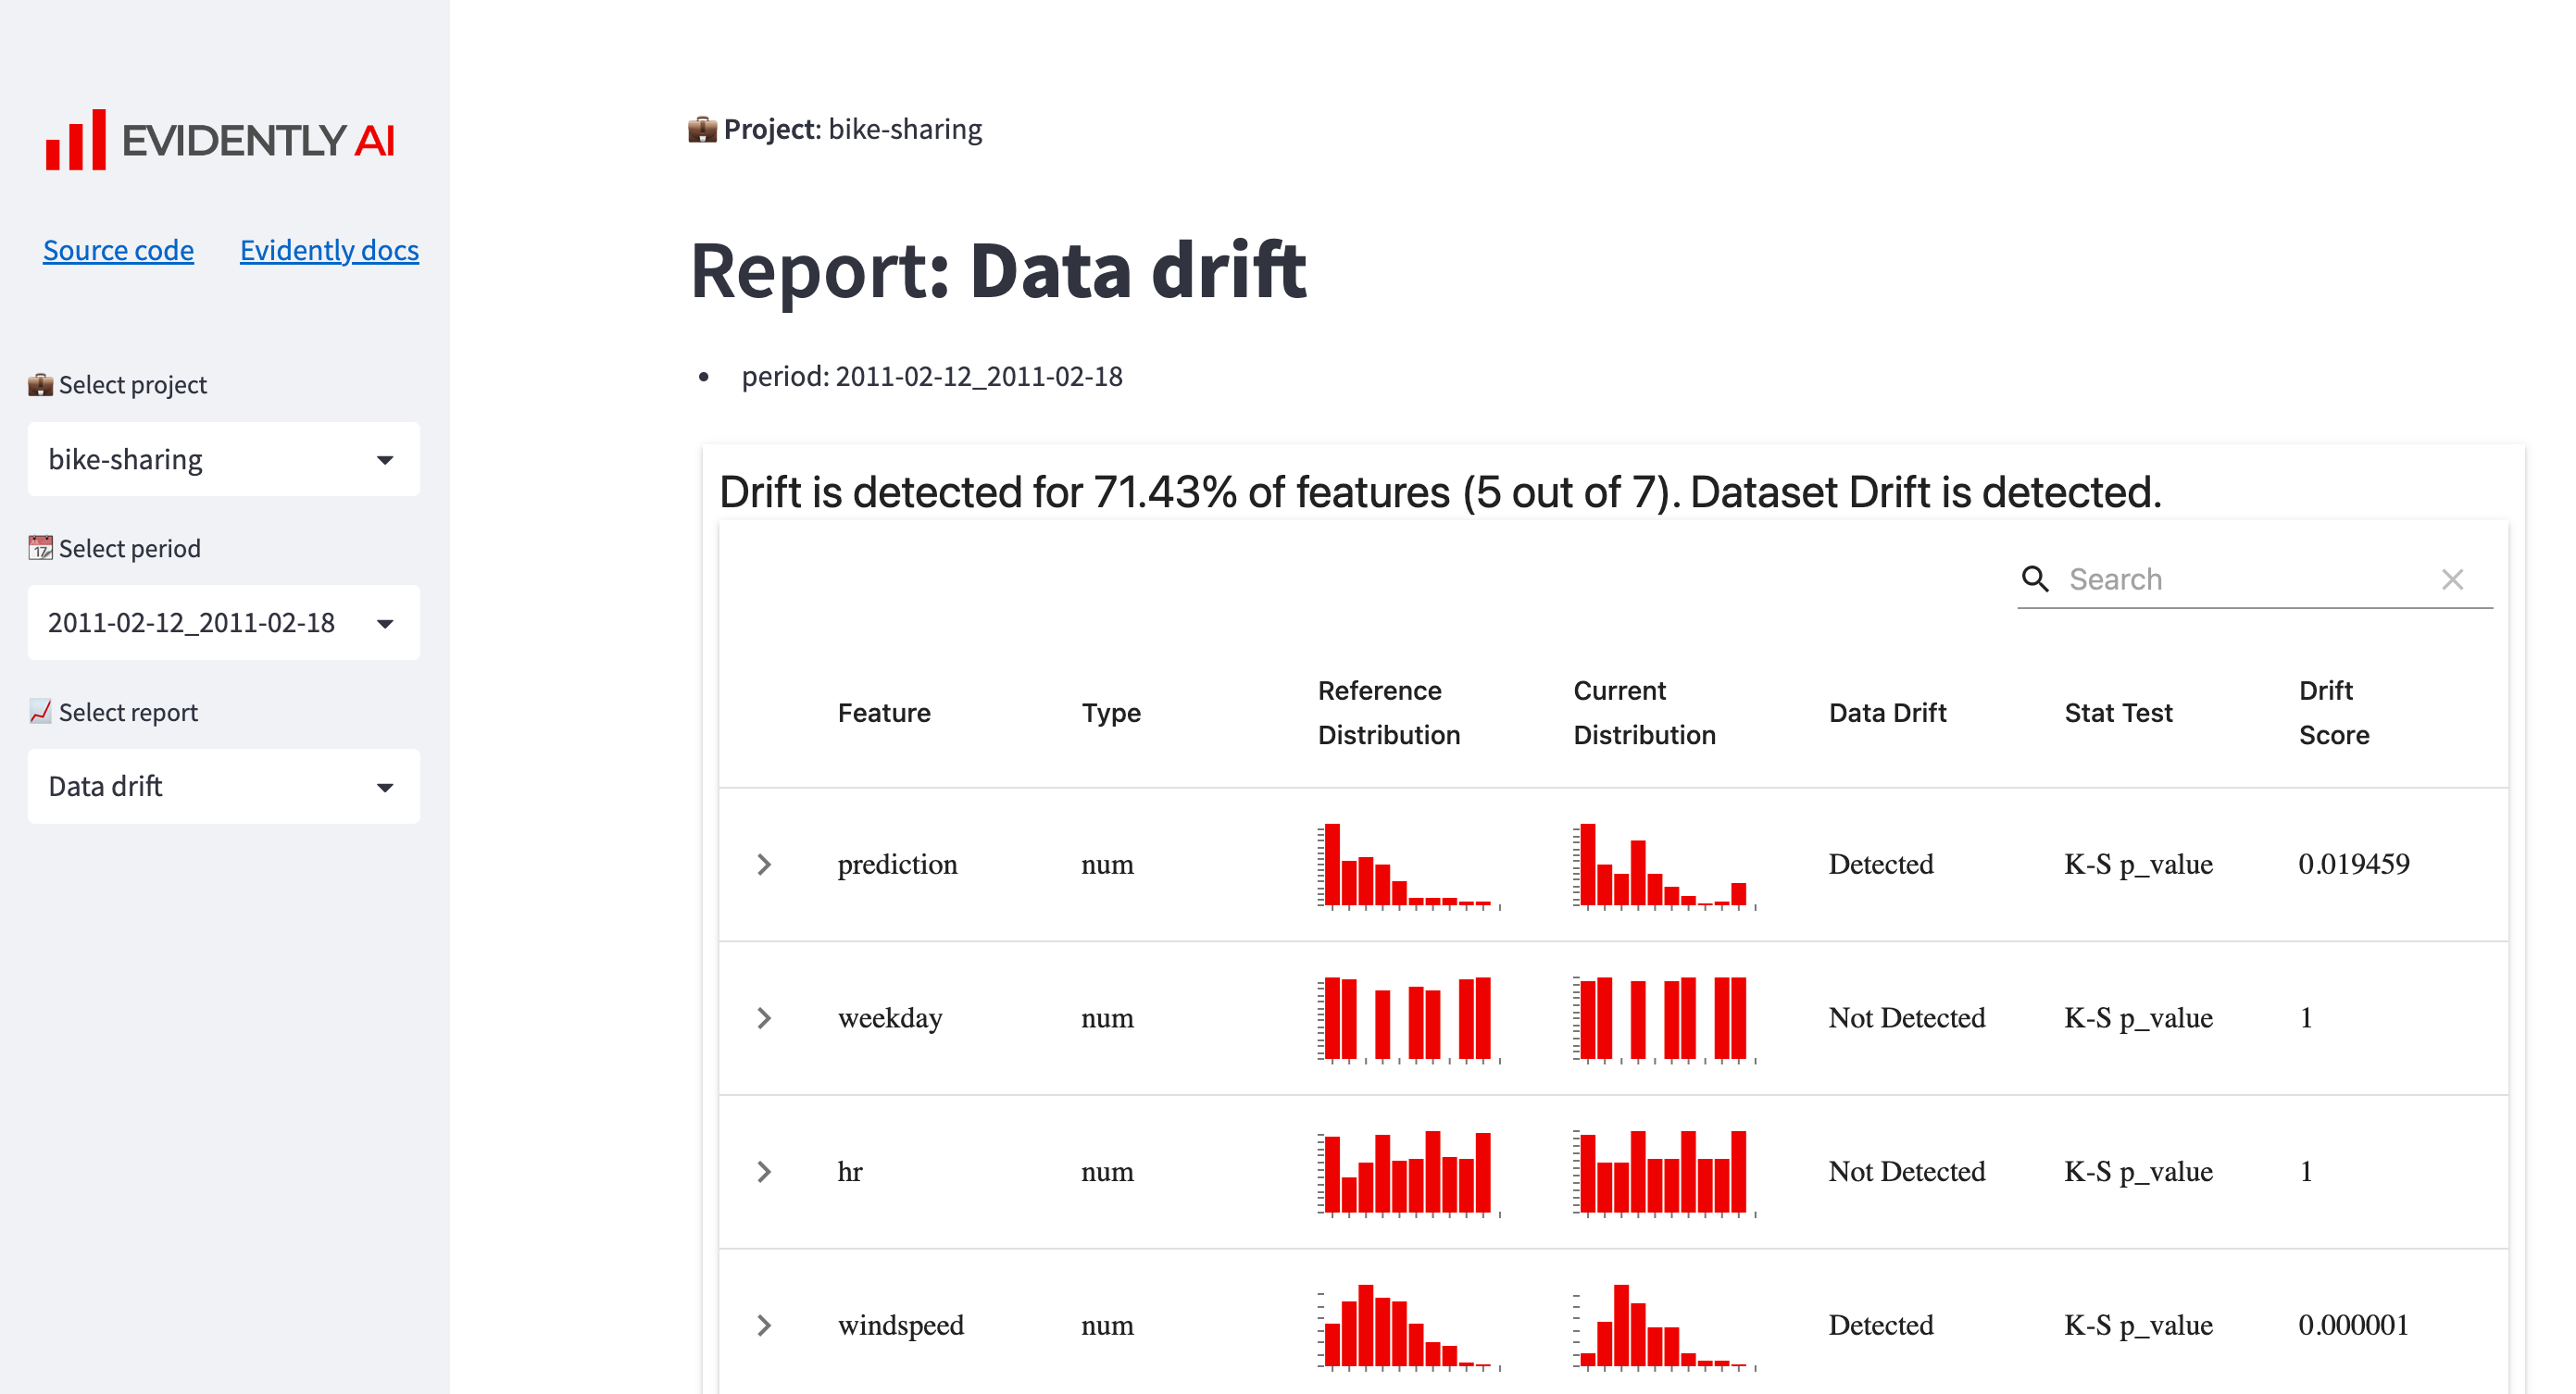 EVIDENTLY AI
Source code Evidently docs
Select project
bike-sharing
17
Select period
2011-02-12_2011-02-18
Select report
Data drift
Project: bike-sharing
Report: Data drift
• period: 2011-02-12_2011-02-18
Drift is detected for 71.43% of features (5 out of 7). Dataset Drift is detected.
Search
Feature Type Reference Distribution Current Distribution Data Drift Stat Test Drift Score
prediction num Detected K-S p_value 0.019459
weekday num Not Detected K-S p_value 1
hr num Not Detected K-S p_value 1
windspeed num Detected K-S p_value 0.000001